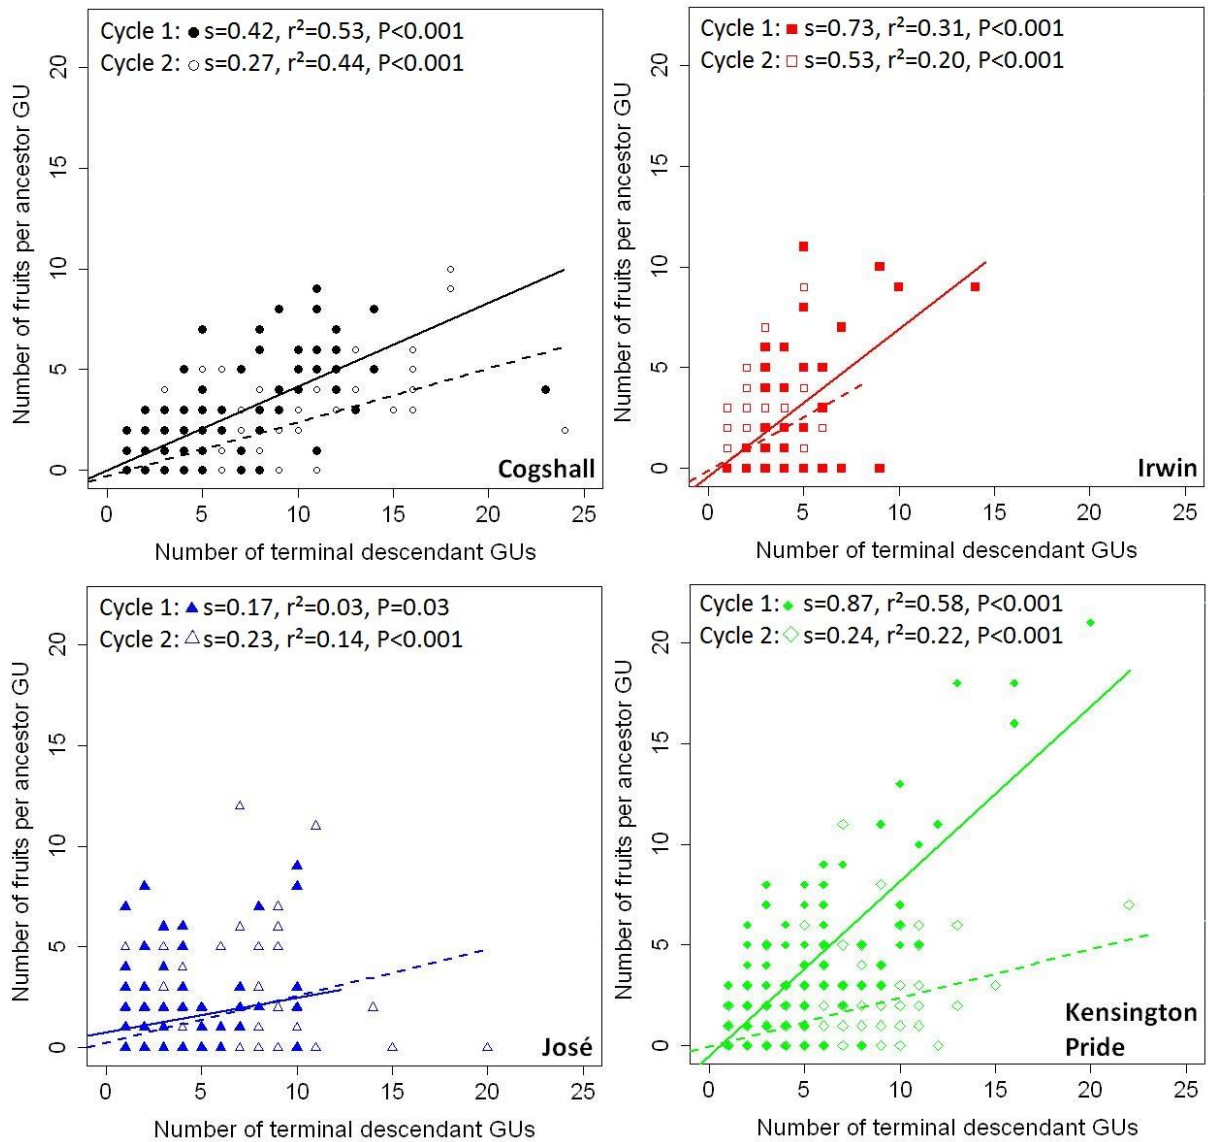 Cycle 1: ● s=0.42, r²=0.53, P<0.001
Cycle 2: ○ s=0.27, r²=0.44, P<0.001
Number of fruits per ancestor GU
20
15
10
5
0
Cogshall
0 5 10 15 20 25
Number of terminal descendant GUs
Cycle 1: ■ s=0.73, r²=0.31, P<0.001
Cycle 2: □ s=0.53, r²=0.20, P<0.001
Number of fruits per ancestor GU
20
15
10
5
0
Irwin
0 5 10 15 20 25
Number of terminal descendant GUs
Cycle 1: ▲ s=0.17, r²=0.03, P=0.03
Cycle 2: △ s=0.23, r²=0.14, P<0.001
Number of fruits per ancestor GU
20
15
10
5
0
José
0 5 10 15 20 25
Number of terminal descendant GUs
Cycle 1: ◆ s=0.87, r²=0.58, P<0.001
Cycle 2: ◇ s=0.24, r²=0.22, P<0.001
Number of fruits per ancestor GU
20
15
10
5
0
Kensington
Pride
0 5 10 15 20 25
Number of terminal descendant GUs